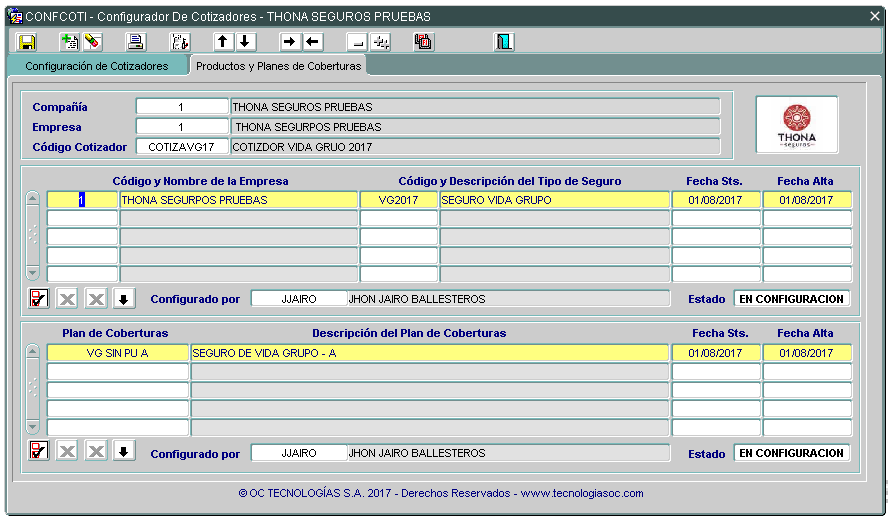 CONFCOTI - Configurador De Cotizadores - THONA SEGUROS PRUEBAS
Configuración de Cotizadores Productos y Planes de Coberturas
Compañía 1 THONA SEGUROS PRUEBAS
Empresa 1 THONA SEGURPOS PRUEBAS
Código Cotizador COTIZAVG17 COTIZDOR VIDA GRUO 2017
THONA
seguros
Código y Nombre de la Empresa Código y Descripción del Tipo de Seguro Fecha Sts. Fecha Alta
1 THONA SEGURPOS PRUEBAS VG2017 SEGURO VIDA GRUPO 01/08/2017 01/08/2017
Configurado por JJAIRO JHON JAIRO BALLESTEROS Estado EN CONFIGURACION
Plan de Coberturas Descripción del Plan de Coberturas Fecha Sts. Fecha Alta
VG SIN PU A SEGURO DE VIDA GRUPO - A 01/08/2017 01/08/2017
Configurado por JJAIRO JHON JAIRO BALLESTEROS Estado EN CONFIGURACION
© OC TECNOLOGÍAS S.A. 2017 - Derechos Reservados - www.tecnologiasoc.com